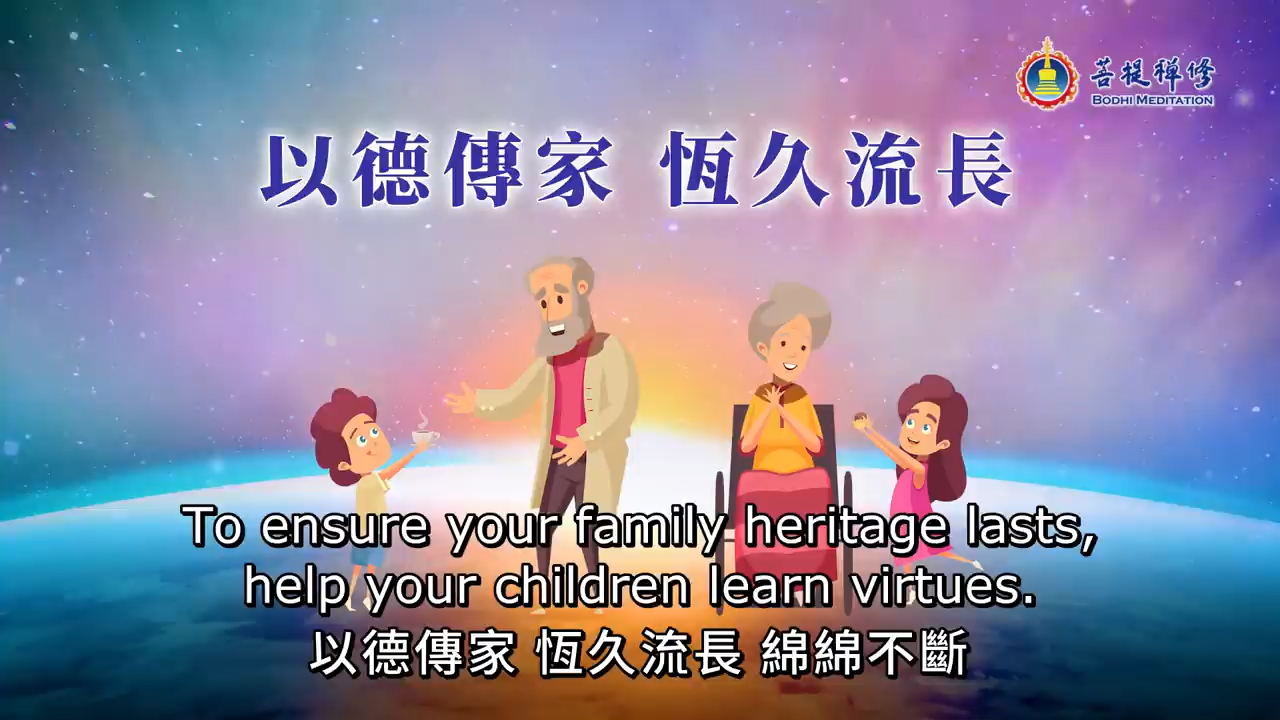 菩提禪修
BODHI MEDITATION
以德傳家 恆久流長
To ensure your family heritage lasts,
help your children learn virtues.
以德傳家 恆久流長 綿綿不斷